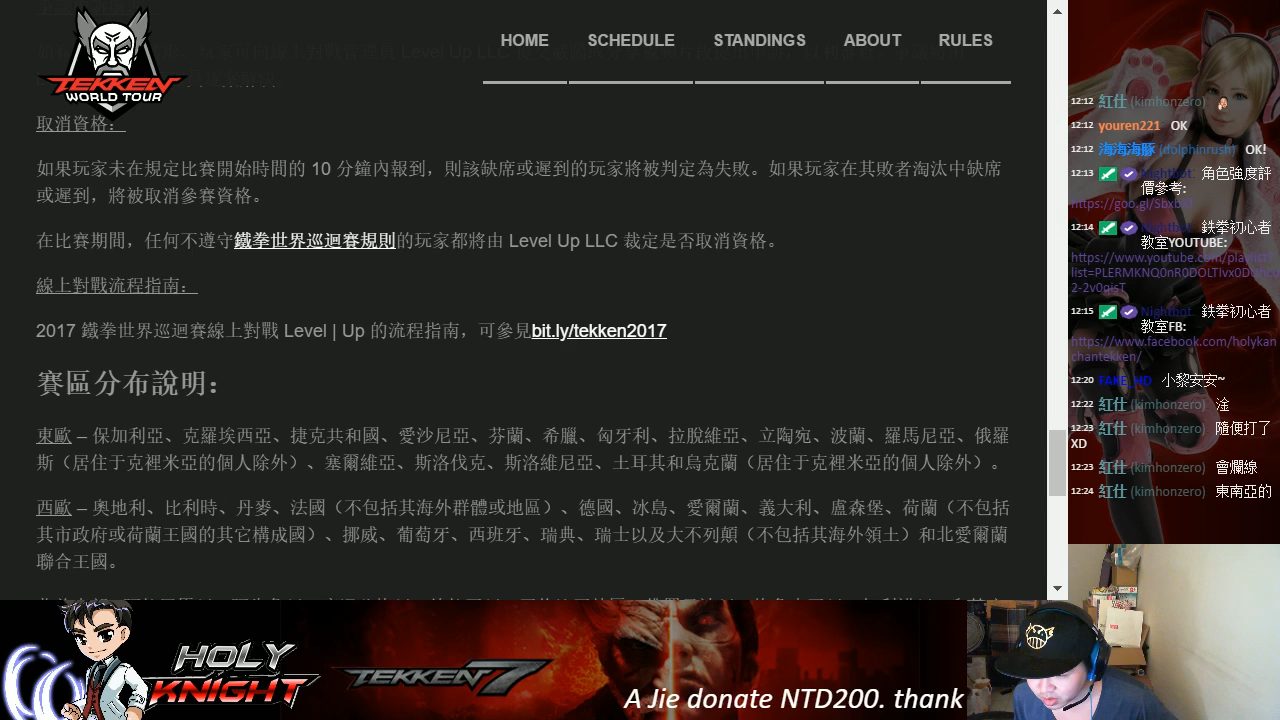 HOME SCHEDULE STANDINGS ABOUT RULES
TEKKEN
WORLD TOUR
取消資格：
如果玩家未在規定比賽開始時間的 10 分鐘內報到，則該缺席或遲到的玩家將被判定為失敗。如果玩家在其敗者淘汰中缺席
或遲到，將被取消參賽資格。
在比賽期間，任何不遵守鐵拳世界巡迴賽規則的玩家都將由 Level Up LLC 裁定是否取消資格。
線上對戰流程指南：
2017 鐵拳世界巡迴賽線上對戰 Level | Up 的流程指南，可參見bit.ly/tekken2017
賽區分布說明：
東歐 – 保加利亞、克羅埃西亞、捷克共和國、愛沙尼亞、芬蘭、希臘、匈牙利、拉脫維亞、立陶宛、波蘭、羅馬尼亞、俄羅
斯（居住于克裡米亞的個人除外）、塞爾維亞、斯洛伐克、斯洛維尼亞、土耳其和烏克蘭（居住于克裡米亞的個人除外）。
西歐 – 奧地利、比利時、丹麥、法國（不包括其海外群體或地區）、德國、冰島、愛爾蘭、義大利、盧森堡、荷蘭（不包括
其市政府或荷蘭王國的其它構成國）、挪威、葡萄牙、西班牙、瑞典、瑞士以及大不列顛（不包括其海外領土）和北愛爾蘭
聯合王國。
12:12 紅仕 (kimhonzero)
12:12 youren221 OK
12:12 海海海豚 (dolphinrush) OK!
12:13 Nightbot 角色強度評
價參考:
https://goo.gl/
12:14 Nightbot 鉄拳初心者
教室YOUTUBE:
https://www.youtube.com/playlist?
12:15 Nightbot 鉄拳初心者
教室FB:
https://www.facebook.com/holykan
chantekken/
12:20 FAKE_HD 小黎安安~
12:22 紅仕 (kimhonzero) 淦
12:23 紅仕 (kimhonzero) 隨便打了
XD
12:23 紅仕 (kimhonzero) 會爛線
12:24 紅仕 (kimhonzero) 東南亞的
HOLY
KNIGHT
TEKKEN 7
A Jie donate NTD200. thank